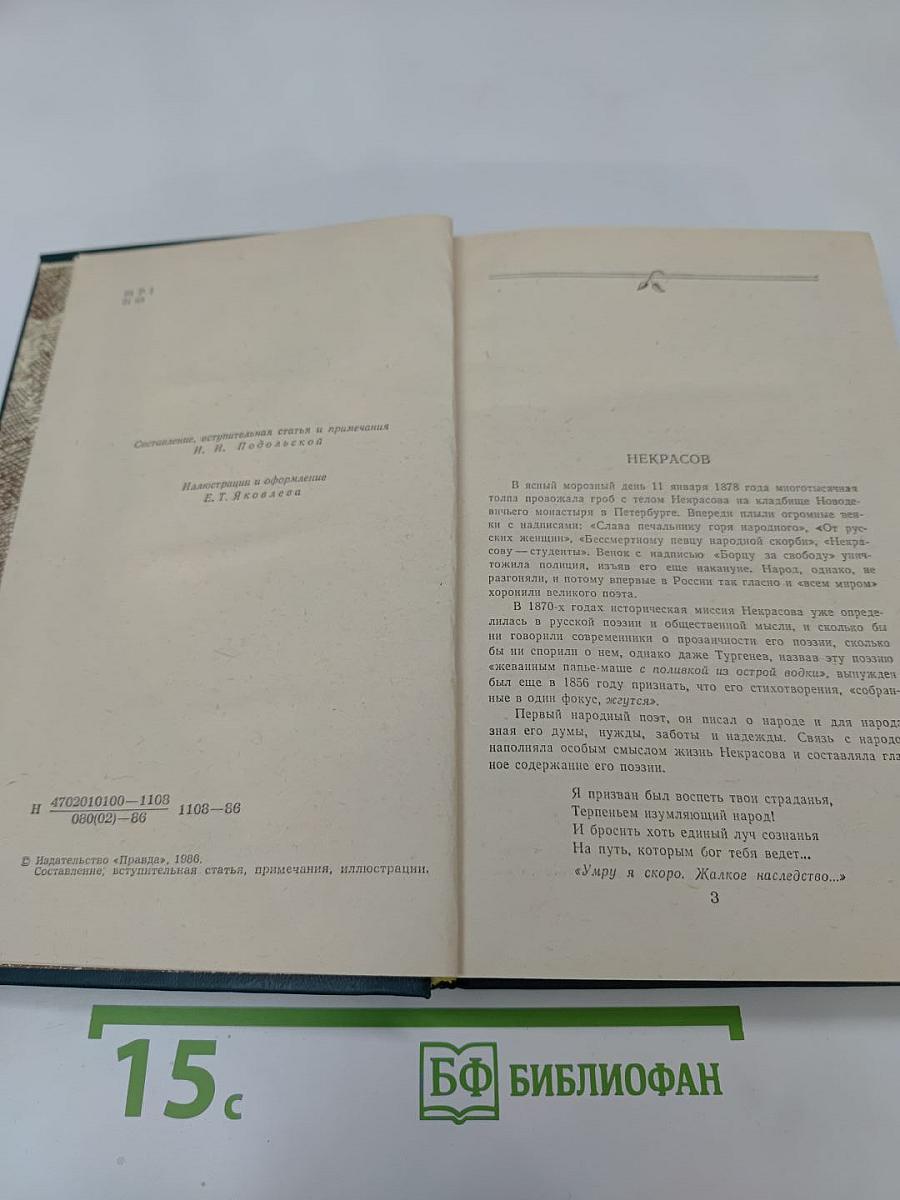 Составление, вступительная статья и примечания
И. И. Подольской
Иллюстрации и оформление
Е. Т. Яковлева
Н 4702010100—1108
080(02)—86 1108—86
© Издательство «Правда», 1986.
Составление, вступительная статья, примечания, иллюстрации.
НЕКРАСОВ
В ясный морозный день 11 января 1878 года многотысячная
толпа провожала гроб с телом Некрасова на кладбище Новоде-
вичьего монастыря в Петербурге. Впереди плыли огромные вен-
ки с надписями: «Слава печальнику горя народного», «От рус-
ских женщин», «Бессмертному певцу народной скорби», «Некра-
сову — студенты». Венок с надписью «Борцу за свободу» унич-
тожила полиция, изъяв его еще накануне. Народ, однако, не
разгоняли, и потому впервые в России так гласно и «всем миром»
хоронили великого поэта.
В 1870-х годах историческая миссия Некрасова уже опреде-
лилась в русской поэзии и общественной мысли, и сколько бы
ни говорили современники о прозаичности его поэзии, сколько
бы ни спорили о нем, однако даже Тургенев, назвав эту поэзию
«жеванным папье-маше с поливкой из острой водки», вынужден
был еще в 1856 году признать, что его стихотворения, «собран-
ные в один фокус, жгутся».
Первый народный поэт, он писал о народе и для народа
зная его думы, нужды, заботы и надежды. Связь с народо
наполняла особым смыслом жизнь Некрасова и составляла гла
ное содержание его поэзии.
Я призван был воспеть твои страданья,
Терпеньем изумляющий народ!
И бросить хоть единый луч сознанья
На путь, которым бог тебя ведет...
«Умру я скоро. Жалкое наследство...»
3
15 с
БФ БИБЛИОФАН